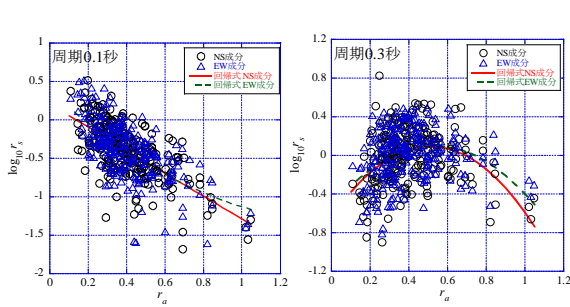 周期0.1秒
NS成分
EW成分
回帰式 NS成分
回帰式 EW成分
log₁₀rₛ
1
0.5
0
-0.5
-1
-1.5
-2
0
0.2
0.4
0.6
0.8
1
1.2
rₐ
周期0.3秒
NS成分
EW成分
回帰式NS成分
回帰式 EW成分
log₁₀rₛ
1.2
0.8
0.4
0
-0.4
-0.8
-1.2
0
0.2
0.4
0.6
0.8
1
1.2
rₐ